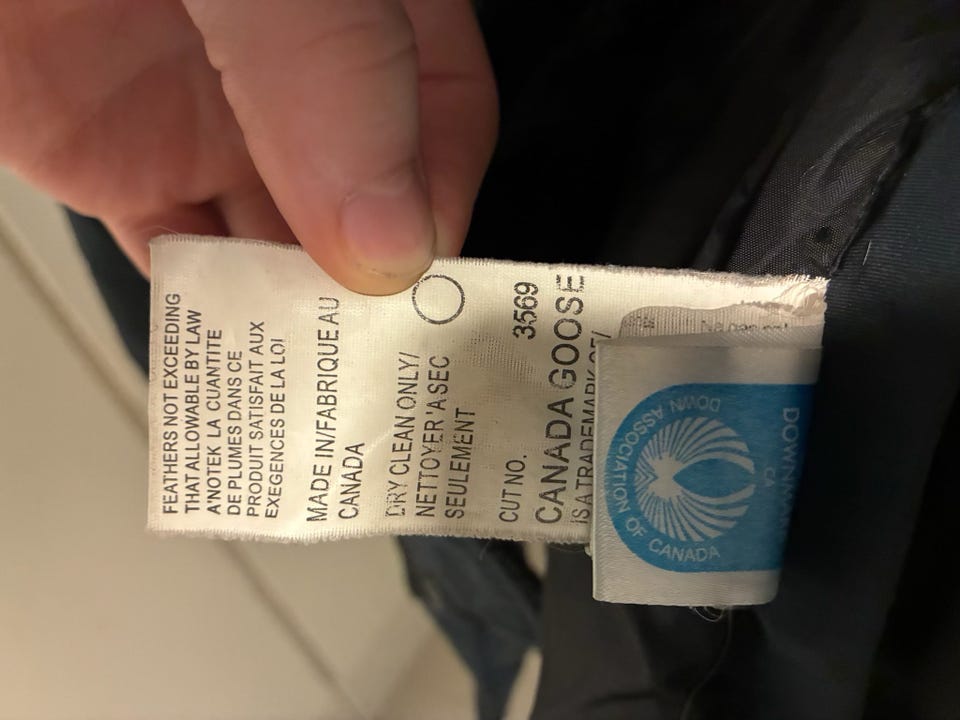 FEATHERS NOT EXCEEDING
THAT ALLOWABLE BY LAW
A'NOTEK LA CUANTITE
DE PLUMES DANS CE
PRODUIT SATISFAIT AUX
EXEGENCES DE LA LOI
MADE IN/FABRIQUE AU
CANADA
DRY CLEAN ONLY/
NETTOYER 'A SEC
SEULEMENT
CUT NO. 3569
CANADA GOOSE
IS A TRADEMARK
DOWN ASSOCIATION OF CANADA
CA